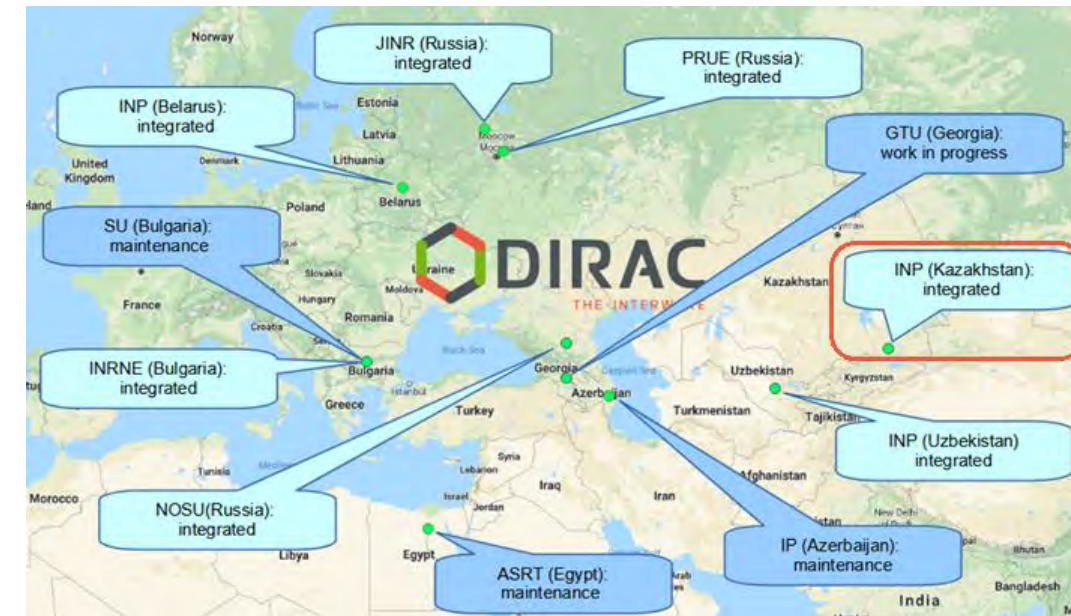 Norway
JINR (Russia):
integrated
PRUE (Russia):
integrated
INP (Belarus):
integrated
Estonia
Latvia
Moscow
GTU (Georgia):
work in progress
United
Kingdom
Denmark
Lithuania
Belarus
Poland
SU (Bulgaria):
maintenance
DIRAC
THE INTERWARE
INP (Kazakhstan):
integrated
Kazakhstan
Slovakia
Ukraine
Moldova
France
Hungary
Romania
Croatia
INRNE (Bulgaria):
integrated
Bulgaria
Black Sea
Georgia
Caspian Sea
Uzbekistan
Kyrgyzstan
Istanbul
Azerbaijan
Greece
Turkey
Turkmenistan
Tajikistan
INP (Uzbekistan)
integrated
Syria
Lebanon
Afghanistan
Tunisia
Iraq
Iran
Morocco
Israel
Jordan
NOSU(Russia):
integrated
New Delhi
IP (Azerbaijan):
maintenance
Libya
Egypt
Bhutan
ASRT (Egypt):
maintenance
Bangladesh
India